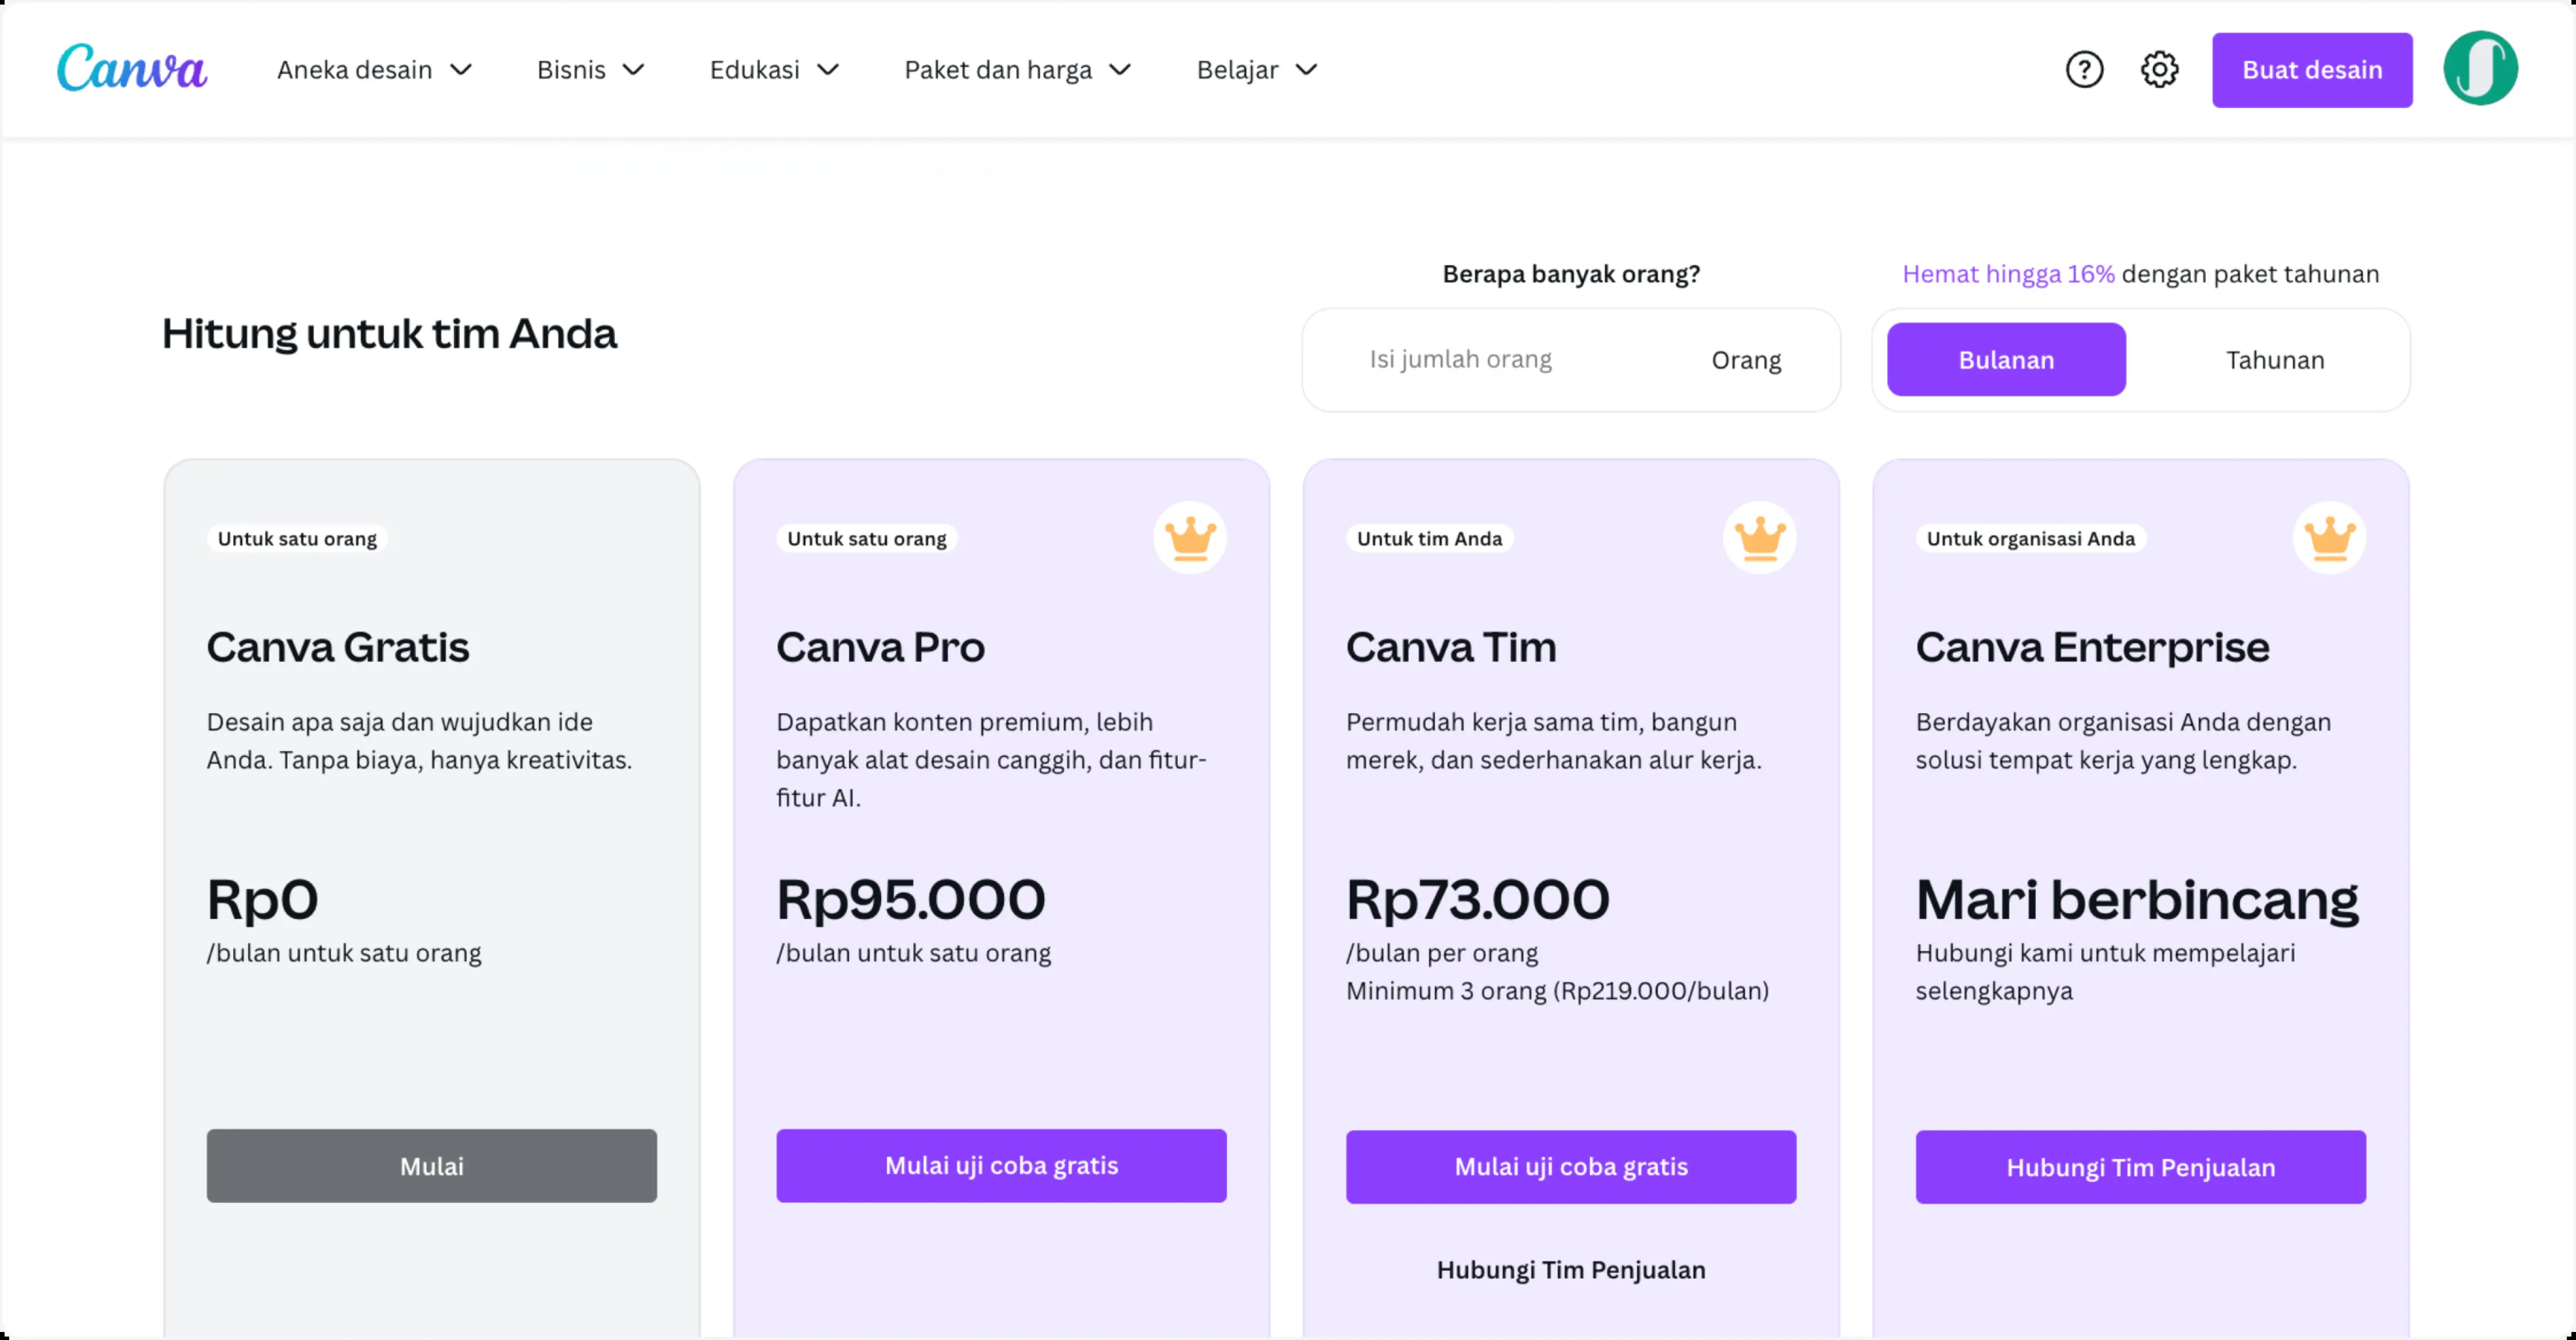 Canva
Aneka desain
Bisnis
Edukasi
Paket dan harga
Belajar
?
Buat desain
Hitung untuk tim Anda
Berapa banyak orang?
Isi jumlah orang
Orang
Hemat hingga 16% dengan paket tahunan
Bulanan
Tahunan
Untuk satu orang
Canva Gratis
Desain apa saja dan wujudkan ide
Anda. Tanpa biaya, hanya kreativitas.
Rp0
/bulan untuk satu orang
Mulai
Untuk satu orang
Canva Pro
Dapatkan konten premium, lebih
banyak alat desain canggih, dan fitur-
fitur AI.
Rp95.000
/bulan untuk satu orang
Mulai uji coba gratis
Untuk tim Anda
Canva Tim
Permudah kerja sama tim, bangun
merek, dan sederhanakan alur kerja.
Rp73.000
/bulan per orang
Minimum 3 orang (Rp219.000/bulan)
Mulai uji coba gratis
Hubungi Tim Penjualan
Untuk organisasi Anda
Canva Enterprise
Berdayakan organisasi Anda dengan
solusi tempat kerja yang lengkap.
Mari berbincang
Hubungi kami untuk mempelajari
selengkapnya
Hubungi Tim Penjualan